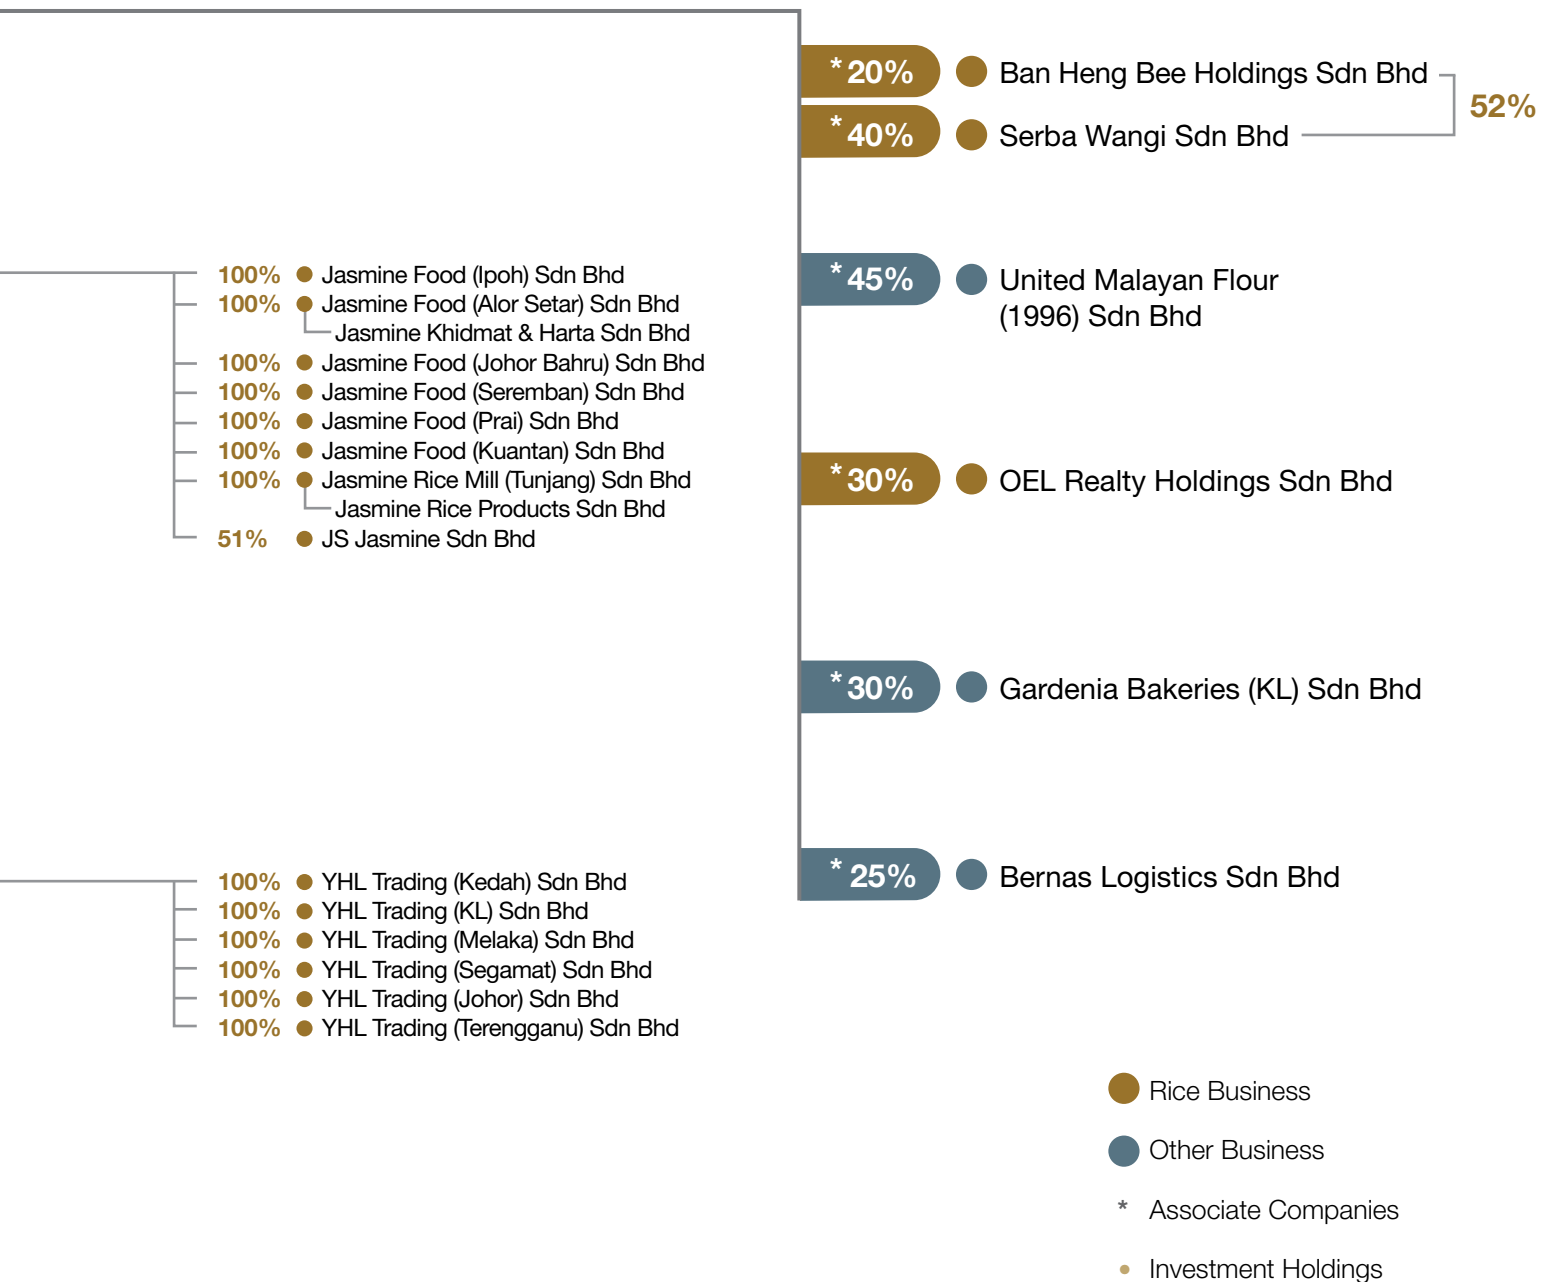 * 20% Ban Heng Bee Holdings Sdn Bhd
52%
* 40% Serba Wangi Sdn Bhd
100% Jasmine Food (Ipoh) Sdn Bhd
100% Jasmine Food (Alor Setar) Sdn Bhd
Jasmine Khidmat & Harta Sdn Bhd
100% Jasmine Food (Johor Bahru) Sdn Bhd
100% Jasmine Food (Seremban) Sdn Bhd
100% Jasmine Food (Prai) Sdn Bhd
100% Jasmine Food (Kuantan) Sdn Bhd
100% Jasmine Rice Mill (Tunjang) Sdn Bhd
Jasmine Rice Products Sdn Bhd
51% JS Jasmine Sdn Bhd
* 45% United Malayan Flour
(1996) Sdn Bhd
* 30% OEL Realty Holdings Sdn Bhd
* 30% Gardenia Bakeries (KL) Sdn Bhd
* 25% Bernas Logistics Sdn Bhd
100% YHL Trading (Kedah) Sdn Bhd
100% YHL Trading (KL) Sdn Bhd
100% YHL Trading (Melaka) Sdn Bhd
100% YHL Trading (Segamat) Sdn Bhd
100% YHL Trading (Johor) Sdn Bhd
100% YHL Trading (Terengganu) Sdn Bhd
Rice Business
Other Business
* Associate Companies
Investment Holdings